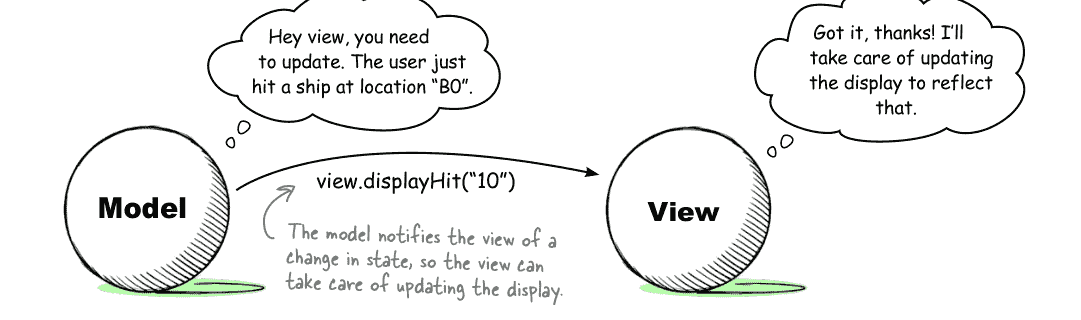 Hey view, you need
to update. The user just
hit a ship at location “B0”.
Got it, thanks! I’ll
take care of updating
the display to reflect
that.
Model
view.displayHit(“10”)
View
The model notifies the view of a
change in state, so the view can
take care of updating the display.